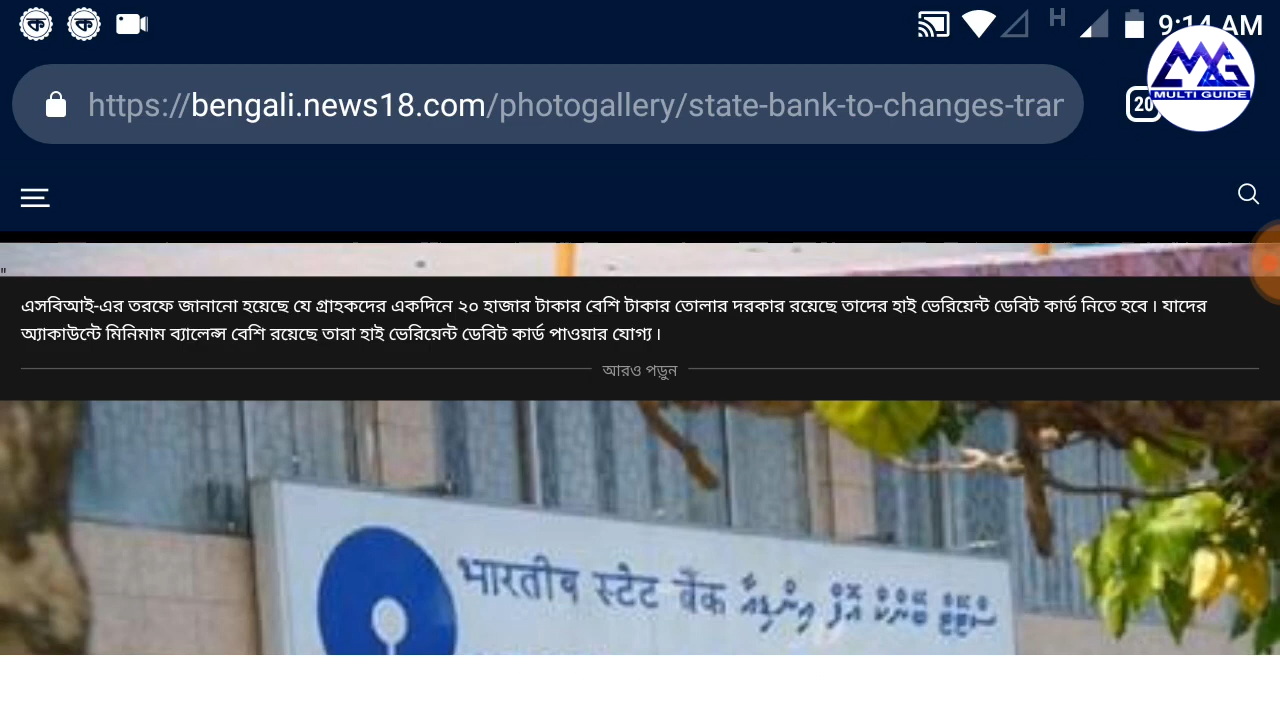 ক ক H 9:14 AM
https://bengali.news18.com/photogallery/state-bank-to-changes-tran
20
MULTI GUIDE
"
এসবিআই-এর তরফে জানানো হয়েছে যে গ্রাহকদের একদিনে ২০ হাজার টাকার বেশি টাকার তোলার দরকার রয়েছে তাদের হাই ভেরিয়েন্ট ডেবিট কার্ড নিতে হবে । যাদের
অ্যাকাউন্টে মিনিমাম ব্যালেন্স বেশি রয়েছে তারা হাই ভেরিয়েন্ট ডেবিট কার্ড পাওয়ার যোগ্য ।
আরও পড়ুন
भारतीय स्टेट बैंक